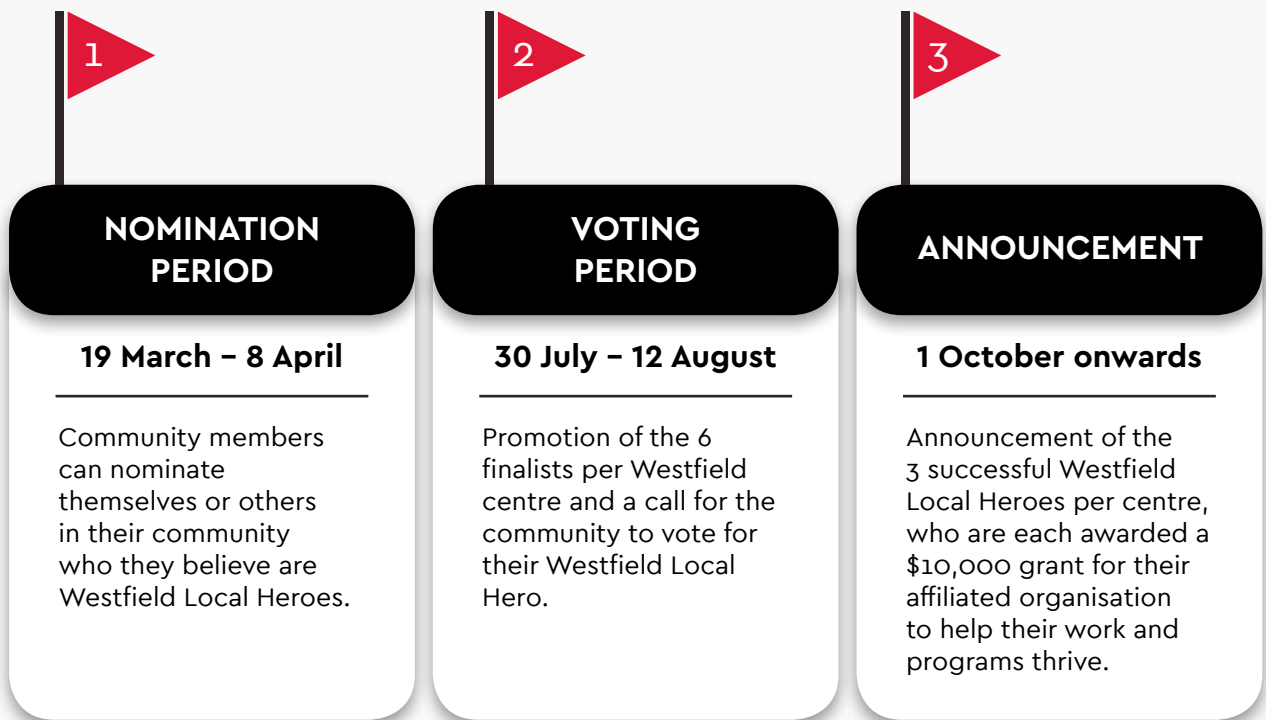 1
NOMINATION
PERIOD
19 March – 8 April
Community members
can nominate
themselves or others
in their community
who they believe are
Westfield Local Heroes.
2
VOTING
PERIOD
30 July – 12 August
Promotion of the 6
finalists per Westfield
centre and a call for the
community to vote for
their Westfield Local
Hero.
3
ANNOUNCEMENT
1 October onwards
Announcement of the
3 successful Westfield
Local Heroes per centre,
who are each awarded a
$10,000 grant for their
affiliated organisation
to help their work and
programs thrive.